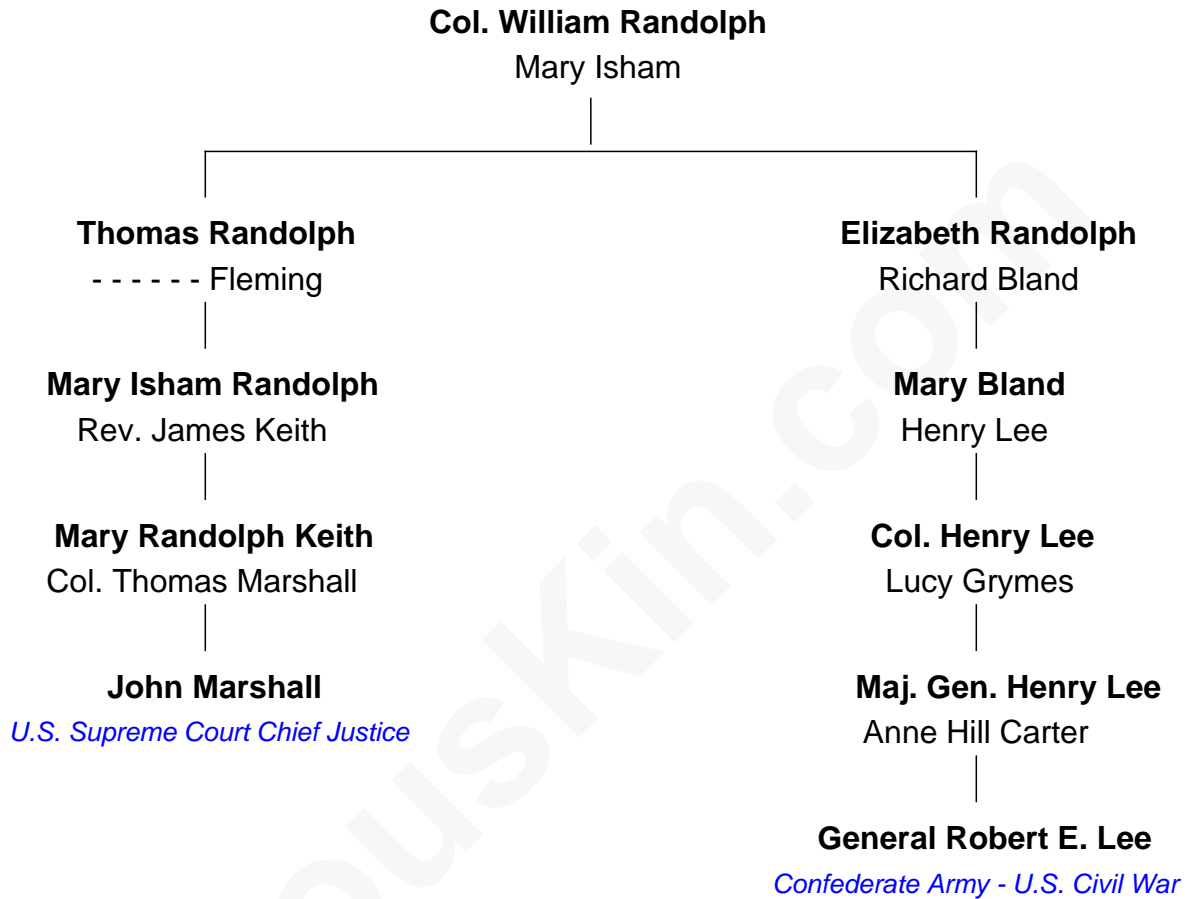 Col. William Randolph
Mary Isham
Thomas Randolph
- - - - - - Fleming
Elizabeth Randolph
Richard Bland
Mary Isham Randolph
Rev. James Keith
Mary Bland
Henry Lee
Mary Randolph Keith
Col. Thomas Marshall
Col. Henry Lee
Lucy Grymes
John Marshall
U.S. Supreme Court Chief Justice
Maj. Gen. Henry Lee
Anne Hill Carter
General Robert E. Lee
Confederate Army - U.S. Civil War
ousKin.com